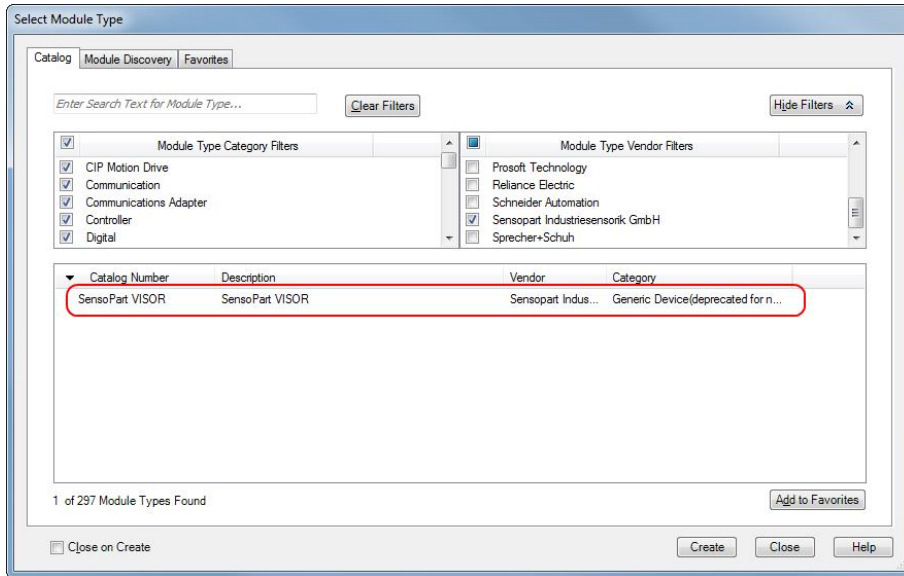 Select Module Type
Catalog Module Discovery Favorites
Enter Search Text for Module Type... Clear Filters Hide Filters
Module Type Category Filters Module Type Vendor Filters
CIP Motion Drive Prosoft Technology
Communication Reliance Electric
Communications Adapter Schneider Automation
Controller Sensopart Industriesensorik GmbH
Digital Sprecher+Schuh
Catalog Number Description Vendor Category
SensoPart VISOR SensoPart VISOR Sensopart Indus... Generic Device(deprecated for n...
1 of 297 Module Types Found Add to Favorites
Close on Create Create Close Help